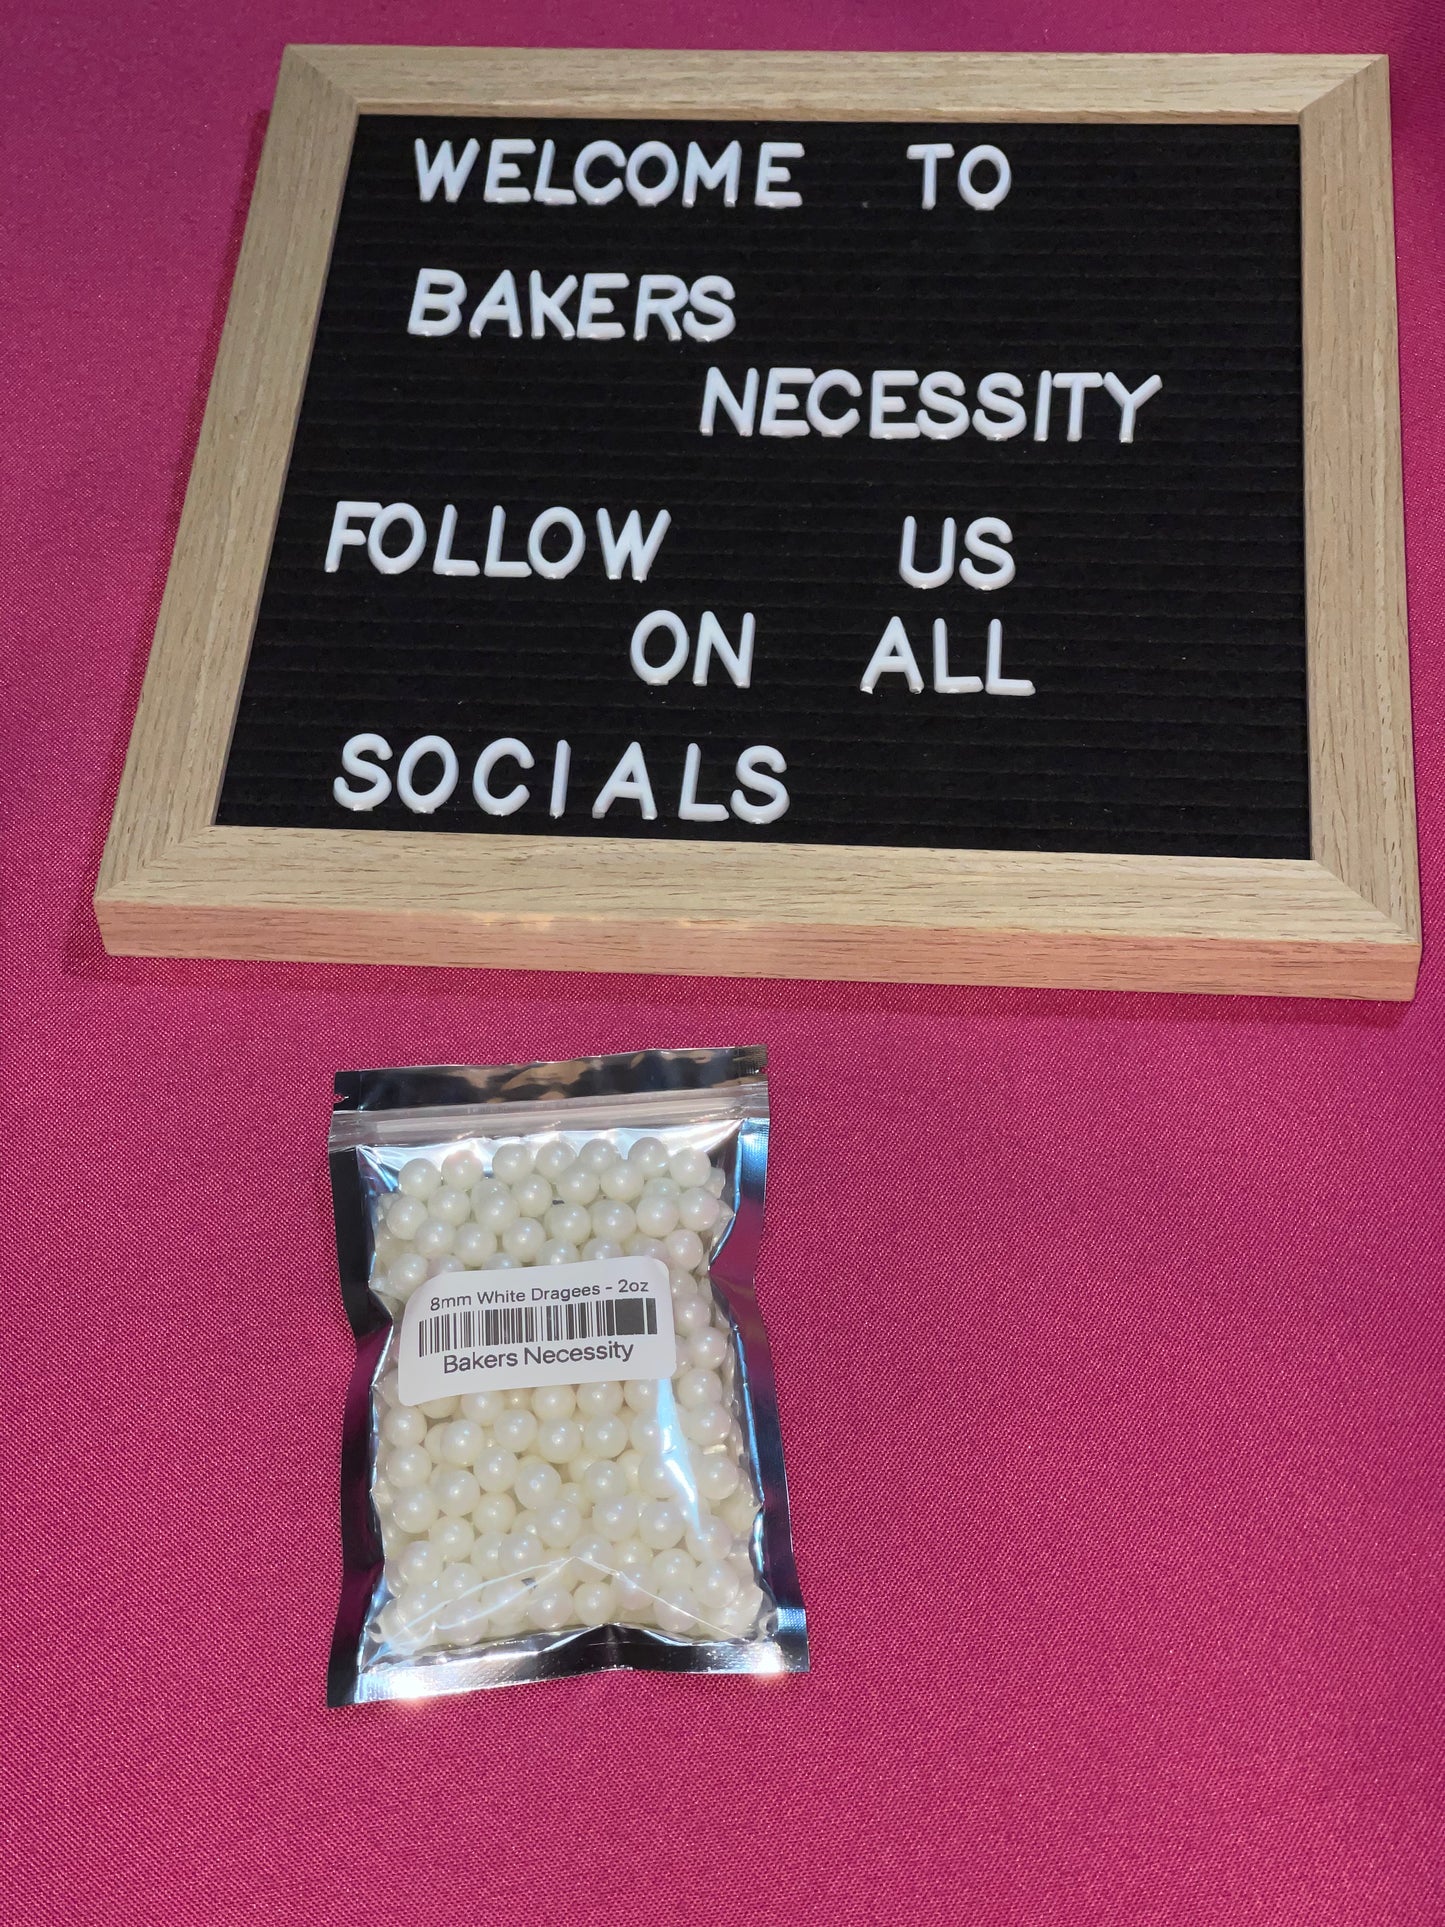 WELCOME TO
BAKERS
NECESSITY
FOLLOW US
ON ALL
SOCIALS
8mm White Dragees - 2oz
Bakers Necessity